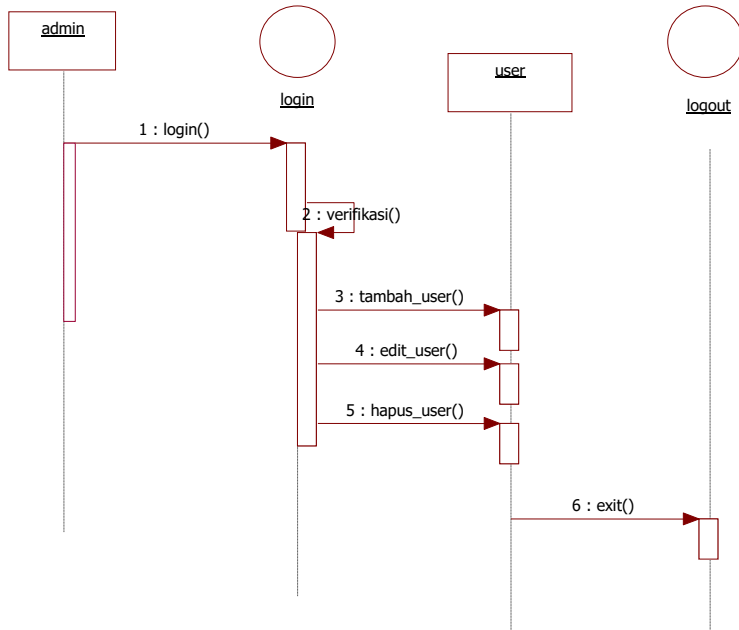 admin
login
user
logout
1 : login()
2 : verifikasi()
3 : tambah_user()
4 : edit_user()
5 : hapus_user()
6 : exit()